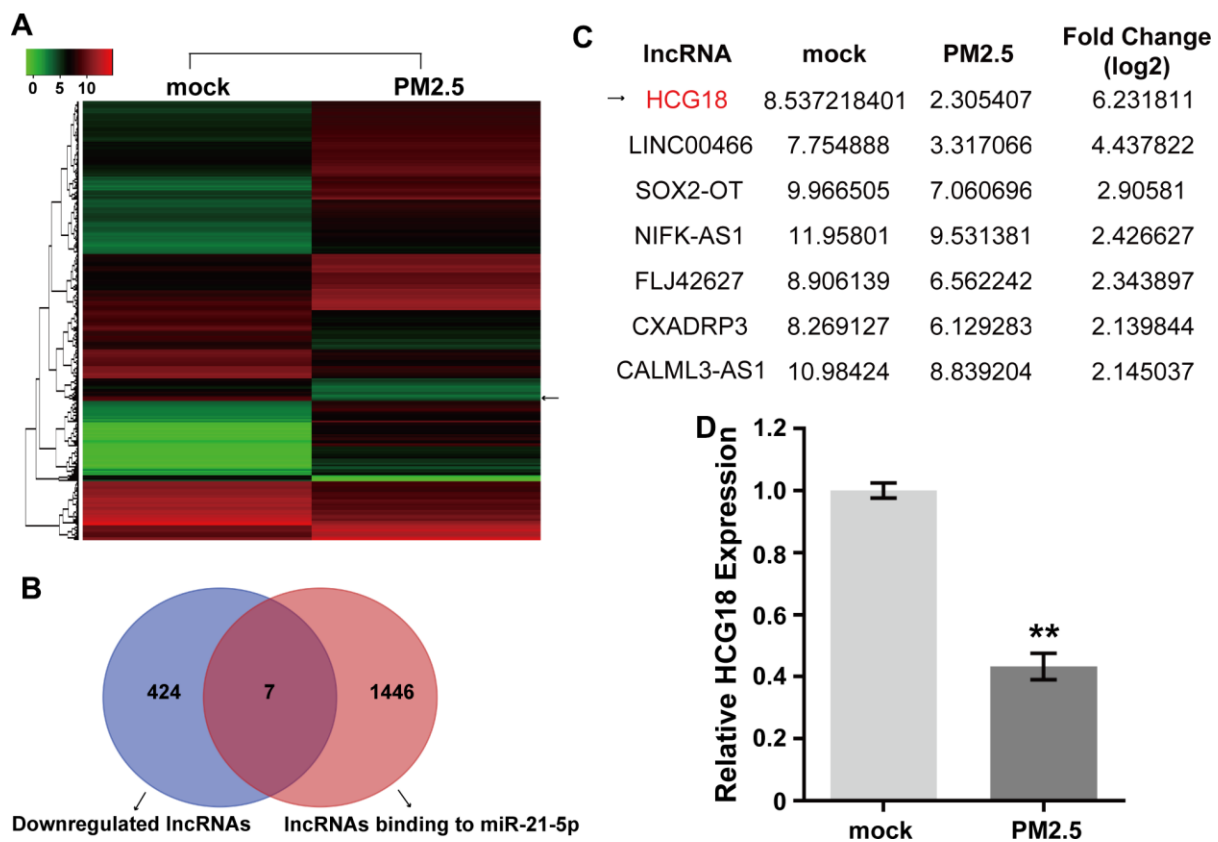 A
0 5 10
mock PM2.5
B
424 7 1446
Downregulated lncRNAs lncRNAs binding to miR-21-5p
C
lncRNA mock PM2.5 Fold Change
(log2)
→ HCG18 8.537218401 2.305407 6.231811
LINC00466 7.754888 3.317066 4.437822
SOX2-OT 9.966505 7.060696 2.90581
NIFK-AS1 11.95801 9.531381 2.426627
FLJ42627 8.906139 6.562242 2.343897
CXADRP3 8.269127 6.129283 2.139844
CALML3-AS1 10.98424 8.839204 2.145037
D
Relative HCG18 Expression
1.2
1.0
0.8
0.6
0.4
0.2
0
**
mock PM2.5